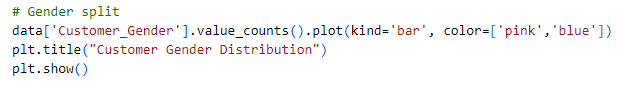 # Gender split
data['Customer_Gender'].value_counts().plot(kind='bar', color=['pink','blue'])
plt.title("Customer Gender Distribution")
plt.show()